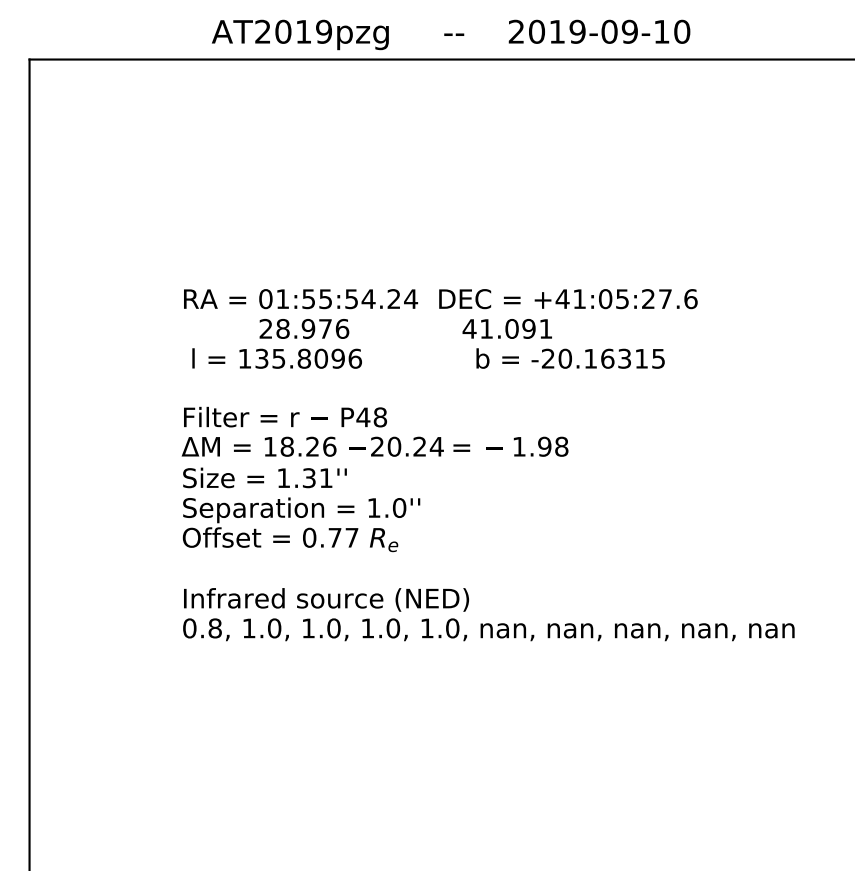 AT2019pzg -- 2019-09-10
RA = 01:55:54.24 DEC = +41:05:27.6
28.976 41.091
l = 135.8096 b = -20.16315
Filter = r − P48
ΔM = 18.26 −20.24 = − 1.98
Size = 1.31''
Separation = 1.0''
Offset = 0.77 Re
Infrared source (NED)
0.8, 1.0, 1.0, 1.0, 1.0, nan, nan, nan, nan, nan